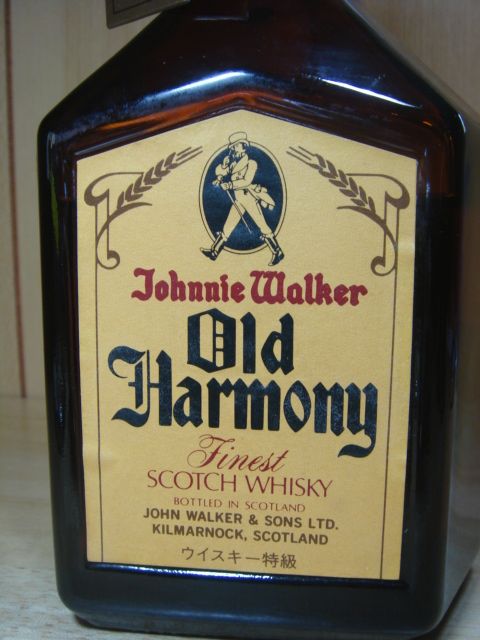 Johnnie Walker
Old
Harmony
Finest
SCOTCH WHISKY
BOTTLED IN SCOTLAND
JOHN WALKER & SONS LTD.
KILMARNOCK, SCOTLAND
ウイスキー特級